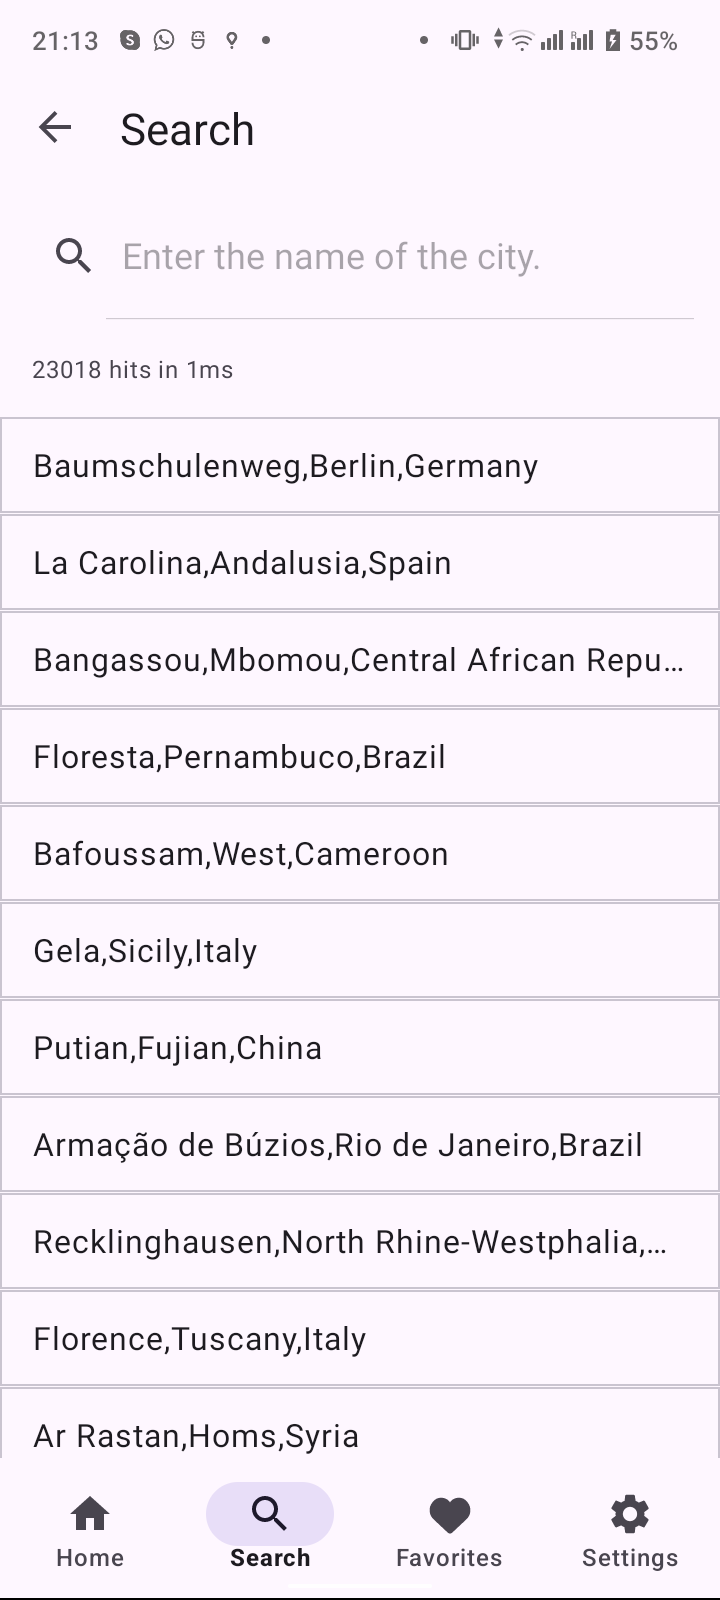 21:13
55%
Search
Enter the name of the city.
23018 hits in 1ms
Baumschulenweg,Berlin,Germany
La Carolina,Andalusia,Spain
Bangassou,Mbomou,Central African Repu…
Floresta,Pernambuco,Brazil
Bafoussam,West,Cameroon
Gela,Sicily,Italy
Putian,Fujian,China
Armação de Búzios,Rio de Janeiro,Brazil
Recklinghausen,North Rhine-Westphalia,…
Florence,Tuscany,Italy
Ar Rastan,Homs,Syria
Home
Search
Favorites
Settings